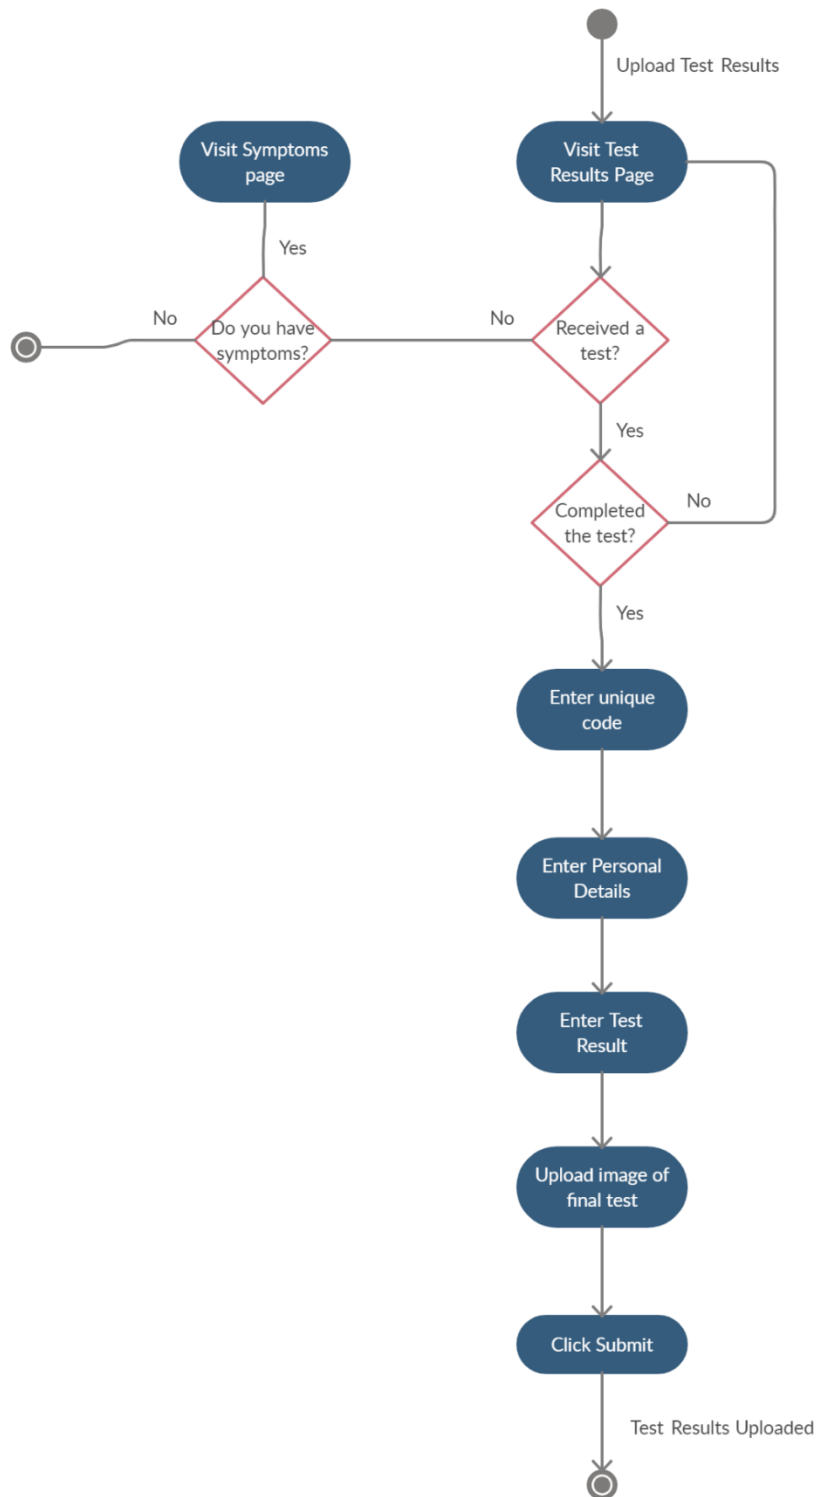 Upload Test Results
Visit Symptoms
page
Visit Test
Results Page
Yes
No
Do you have
symptoms?
No
Received a
test?
Yes
Completed
the test?
No
Yes
Enter unique
code
Enter Personal
Details
Enter Test
Result
Upload image of
final test
Click Submit
Test Results Uploaded